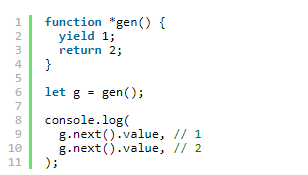 1 function *gen() {
2   yield 1;
3   return 2;
4 }
5
6 let g = gen();
7
8 console.log(
9   g.next().value, // 1
10   g.next().value, // 2
11 );